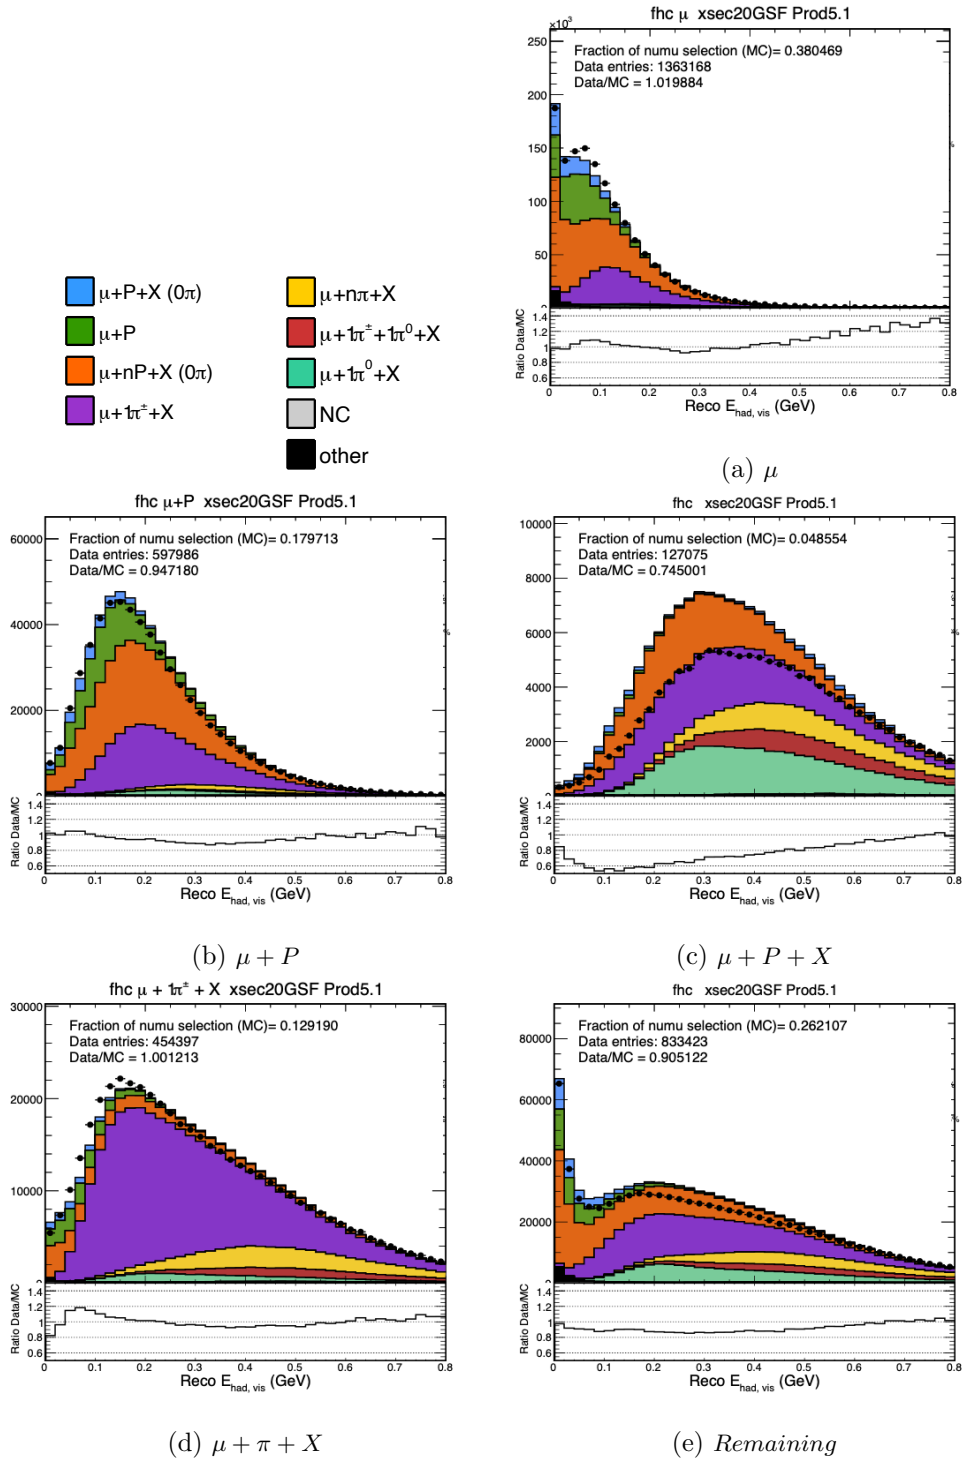 fhc μ xsec20GSF Prod5.1
×10³
Fraction of numu selection (MC)= 0.380469
Data entries: 1363168
Data/MC = 1.019884
250
200
150
100
50
Ratio Data/MC
1.4
1.2
1
0.8
0.6
0 0.1 0.2 0.3 0.4 0.5 0.6 0.7 0.8
Reco E_had, vis (GeV)
(a) μ
μ+P+X (0π)
μ+P
μ+nP+X (0π)
μ+1π±+X
μ+nπ+X
μ+1π±+1π⁰+X
μ+1π⁰+X
NC
other
fhc μ+P xsec20GSF Prod5.1
Fraction of numu selection (MC)= 0.179713
Data entries: 597986
Data/MC = 0.947180
60000
40000
20000
Ratio Data/MC
1.4
1.2
1
0.8
0.6
0 0.1 0.2 0.3 0.4 0.5 0.6 0.7 0.8
Reco E_had, vis (GeV)
(b) μ + P
fhc xsec20GSF Prod5.1
Fraction of numu selection (MC)= 0.048554
Data entries: 127075
Data/MC = 0.745001
10000
8000
6000
4000
2000
Ratio Data/MC
1.4
1.2
1
0.8
0.6
0 0.1 0.2 0.3 0.4 0.5 0.6 0.7 0.8
Reco E_had, vis (GeV)
(c) μ + P + X
fhc μ + 1π± + X xsec20GSF Prod5.1
Fraction of numu selection (MC)= 0.129190
Data entries: 454397
Data/MC = 1.001213
30000
20000
10000
Ratio Data/MC
1.4
1.2
1
0.8
0.6
0 0.1 0.2 0.3 0.4 0.5 0.6 0.7 0.8
Reco E_had, vis (GeV)
(d) μ + π + X
fhc xsec20GSF Prod5.1
Fraction of numu selection (MC)= 0.262107
Data entries: 833423
Data/MC = 0.905122
80000
60000
40000
20000
Ratio Data/MC
1.4
1.2
1
0.8
0.6
0 0.1 0.2 0.3 0.4 0.5 0.6 0.7 0.8
Reco E_had, vis (GeV)
(e) Remaining